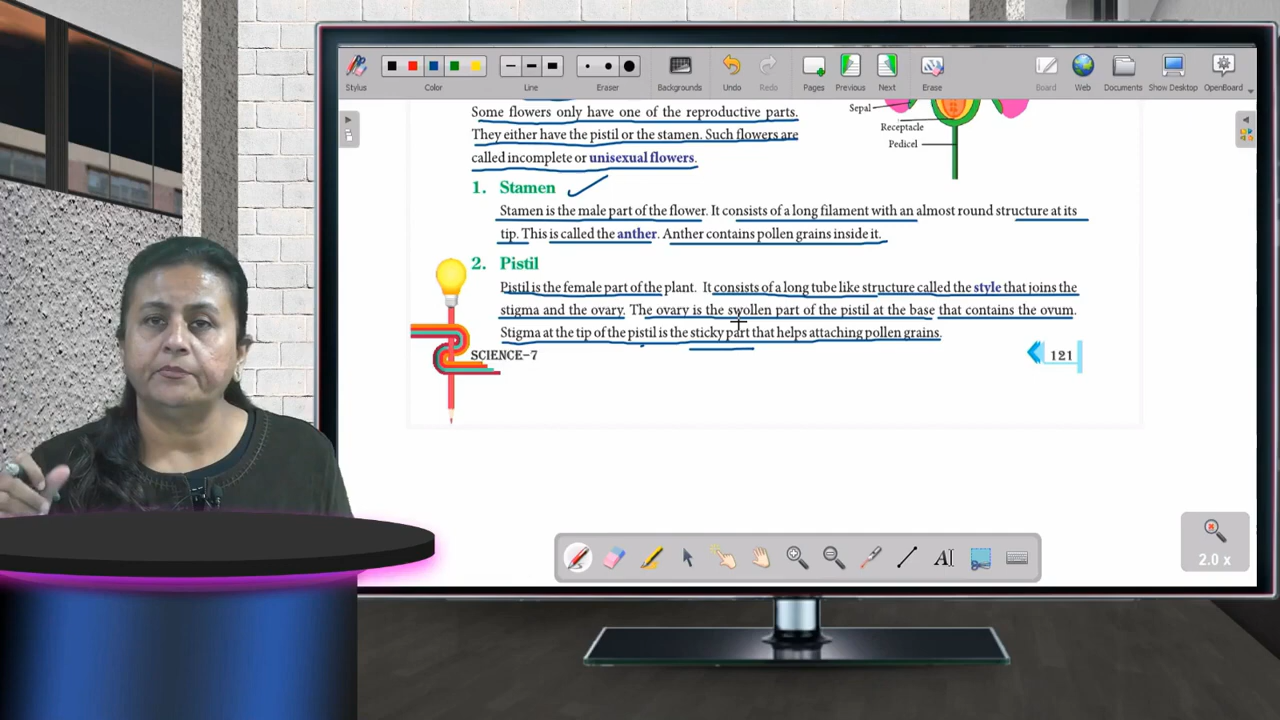 Stylus
Color
Line
Eraser
Backgrounds
Undo
Redo
Pages
Previous
Next
Erase
Board
Web
Documents
Show Desktop
OpenBoard
Some flowers only have one of the reproductive parts.
They either have the pistil or the stamen. Such flowers are
called incomplete or unisexual flowers.
Sepal
Receptacle
Pedicel
1. Stamen
Stamen is the male part of the flower. It consists of a long filament with an almost round structure at its
tip. This is called the anther. Anther contains pollen grains inside it.
2. Pistil
Pistil is the female part of the plant. It consists of a long tube like structure called the style that joins the
stigma and the ovary. The ovary is the swollen part of the pistil at the base that contains the ovum.
Stigma at the tip of the pistil is the sticky part that helps attaching pollen grains.
SCIENCE–7
121
AI
2.0 x